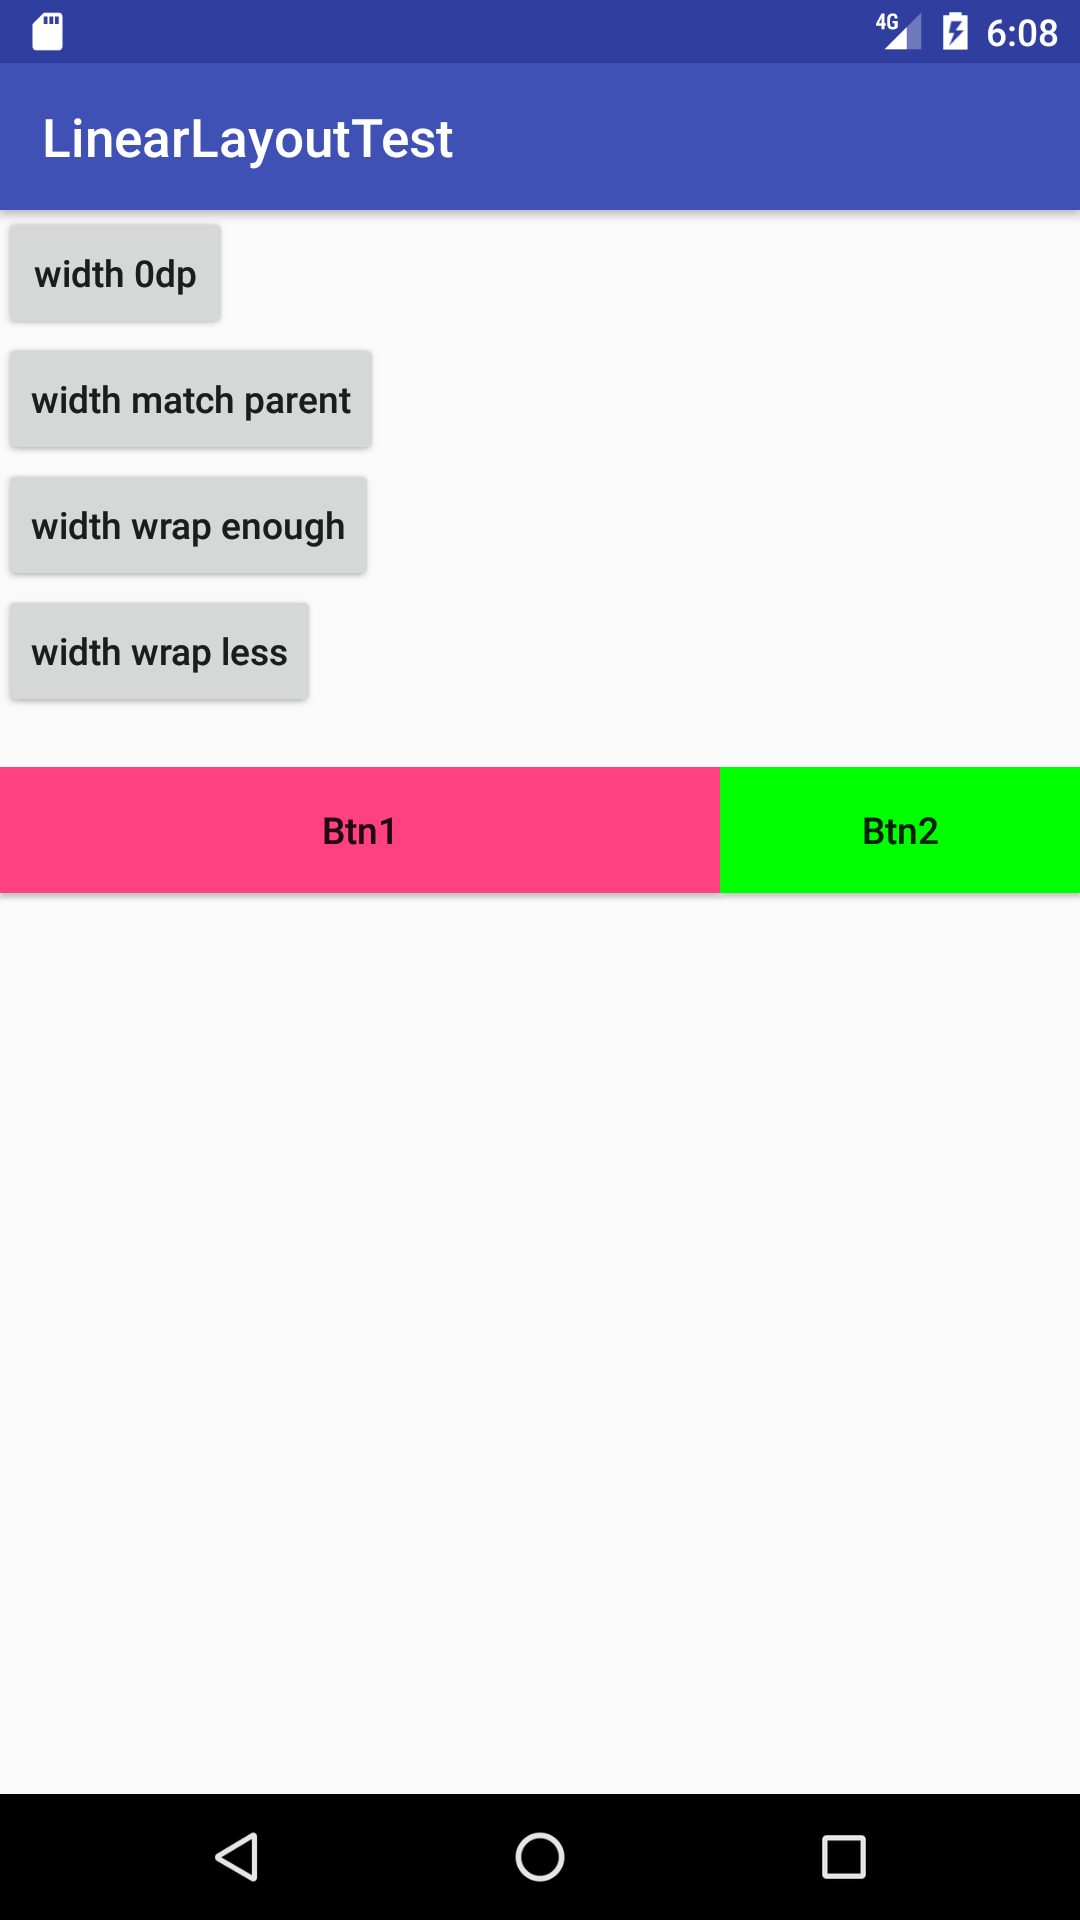 4G 6:08
LinearLayoutTest
width 0dp
width match parent
width wrap enough
width wrap less
Btn1 Btn2